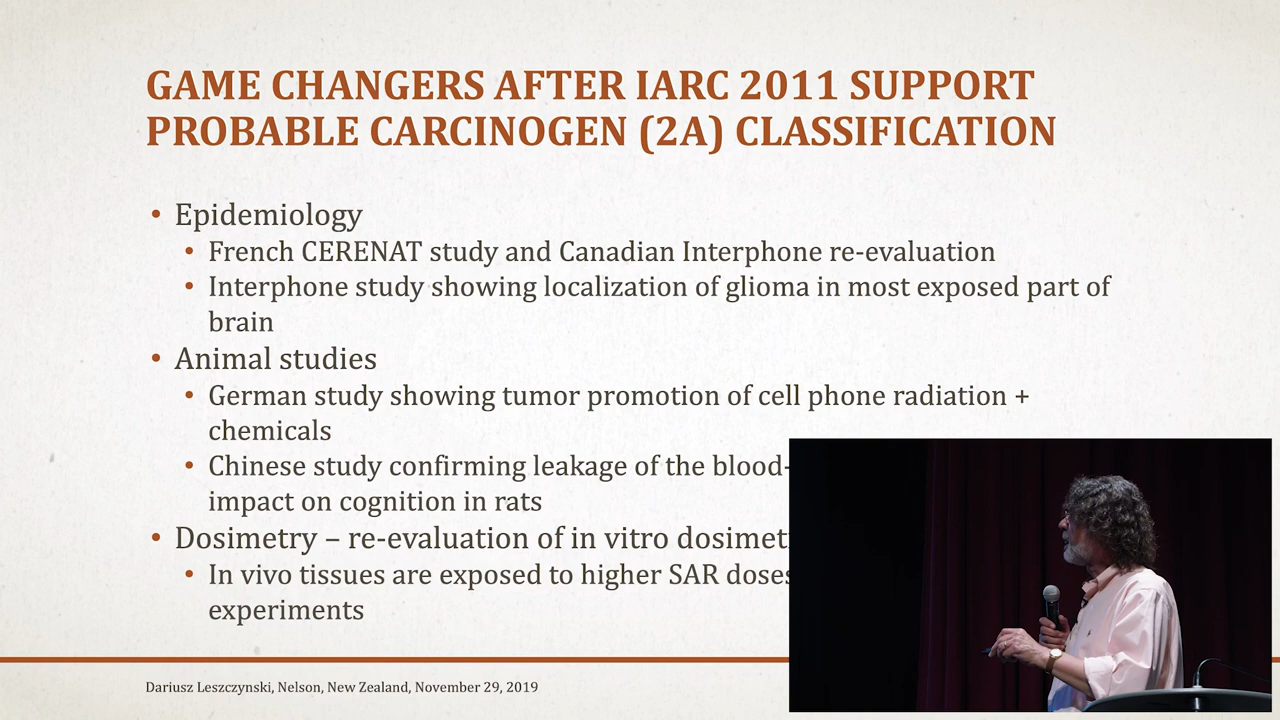 GAME CHANGERS AFTER IARC 2011 SUPPORT
PROBABLE CARCINOGEN (2A) CLASSIFICATION
• Epidemiology
• French CERENAT study and Canadian Interphone re-evaluation
• Interphone study showing localization of glioma in most exposed part of
brain
• Animal studies
• German study showing tumor promotion of cell phone radiation +
chemicals
• Chinese study confirming leakage of the blood-
impact on cognition in rats
• Dosimetry – re-evaluation of in vitro
• In vivo tissues are exposed to higher SAR doses
experiments
Dariusz Leszczynski, Nelson, New Zealand, November 29, 2019